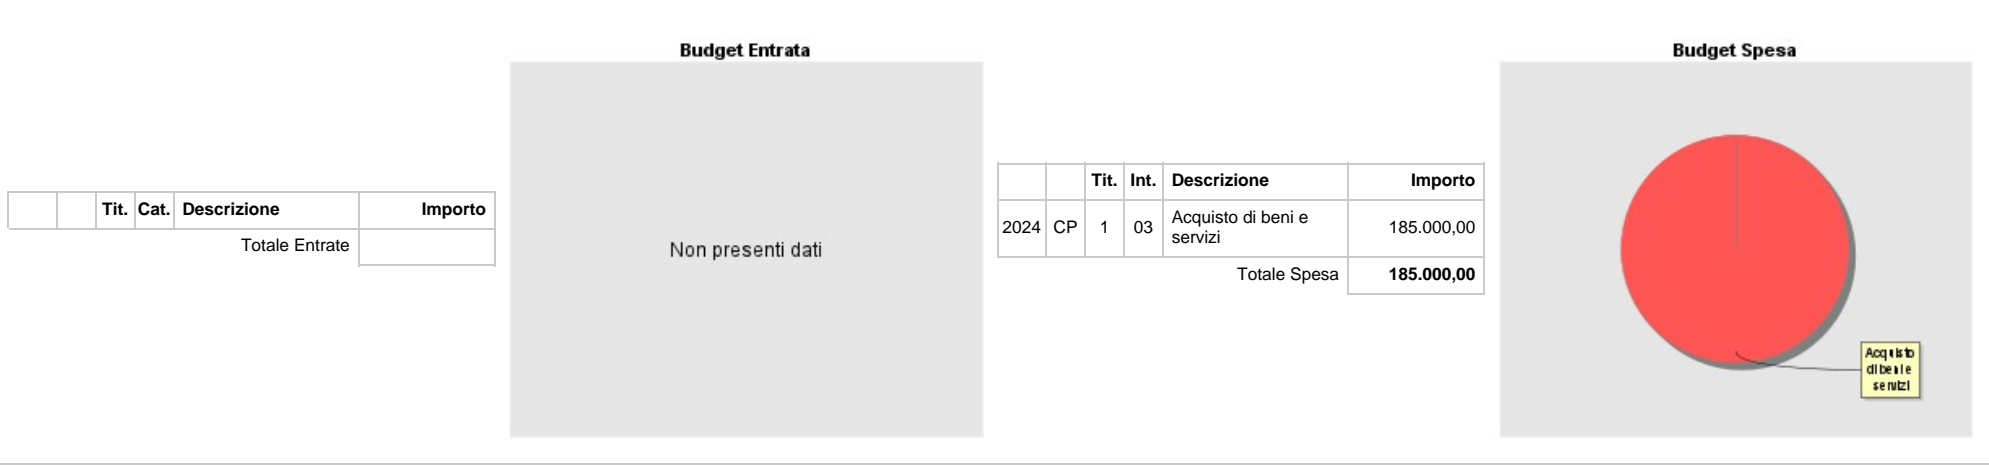 Budget Entrata
Tit. Cat. Descrizione Importo
Totale Entrate
Non presenti dati
Budget Spesa
Tit. Int. Descrizione Importo
2024 CP 1 03 Acquisto di beni e
servizi 185.000,00
Totale Spesa 185.000,00
Acquisto
di beni e
servizi